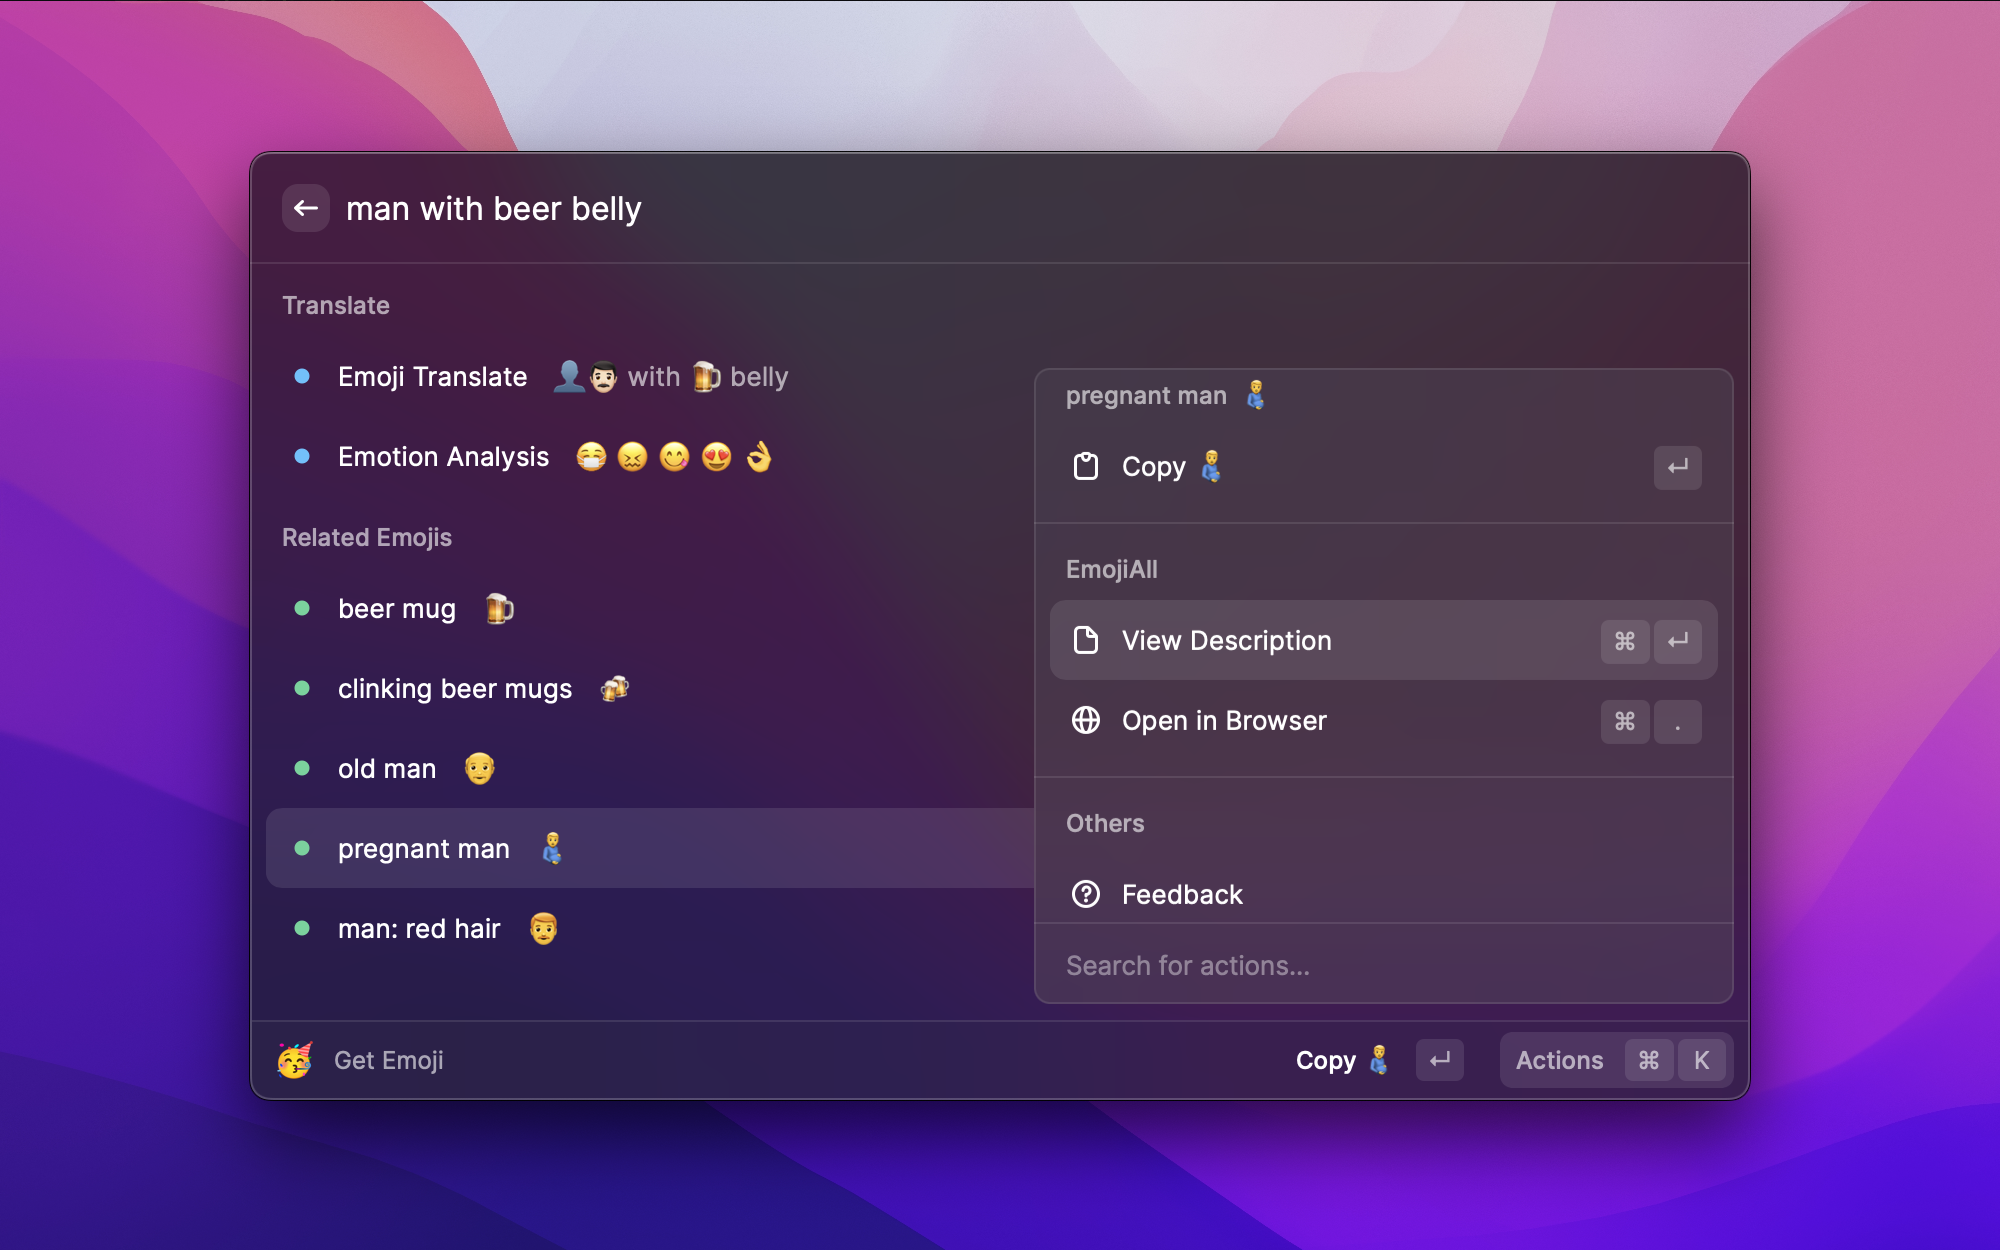 man with beer belly
Translate
Emoji Translate 👤👨🏻 with 🍺 belly
Emotion Analysis 😷 😖 😋 😍 👌
Related Emojis
beer mug 🍺
clinking beer mugs 🍻
old man 👴
pregnant man 🫃
man: red hair 👨‍🦰
pregnant man 🫃
Copy 🫃 ↵
EmojiAll
View Description ⌘ ↵
Open in Browser ⌘ .
Others
Feedback
Search for actions...
Get Emoji
Copy 🫃 ↵
Actions ⌘ K